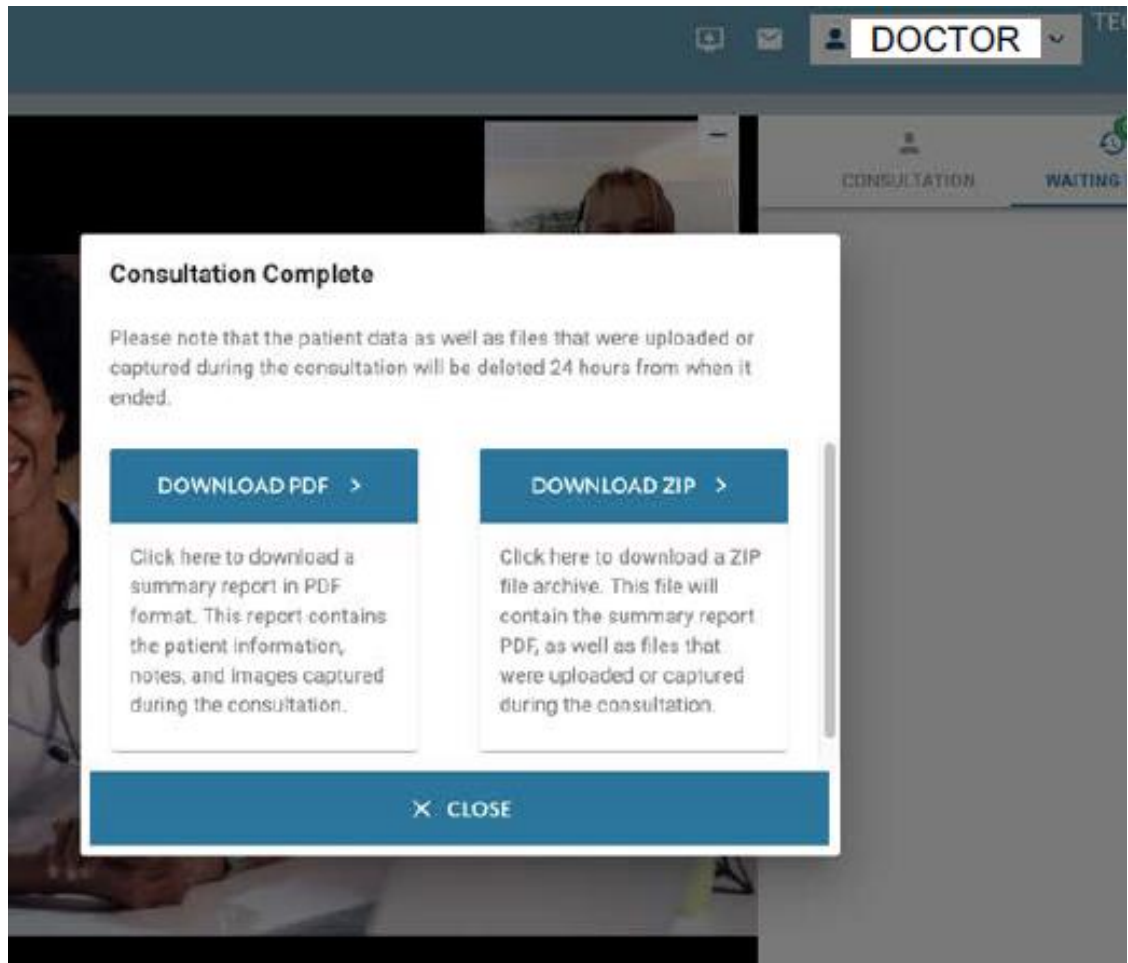 DOCTOR
CONSULTATION
WAITING
Consultation Complete
Please note that the patient data as well as files that were uploaded or
captured during the consultation will be deleted 24 hours from when it
ended.
DOWNLOAD PDF >
Click here to download a
summary report in PDF
format. This report contains
the patient information,
notes, and images captured
during the consultation.
DOWNLOAD ZIP >
Click here to download a ZIP
file archive. This file will
contain the summary report
PDF, as well as files that
were uploaded or captured
during the consultation.
× CLOSE